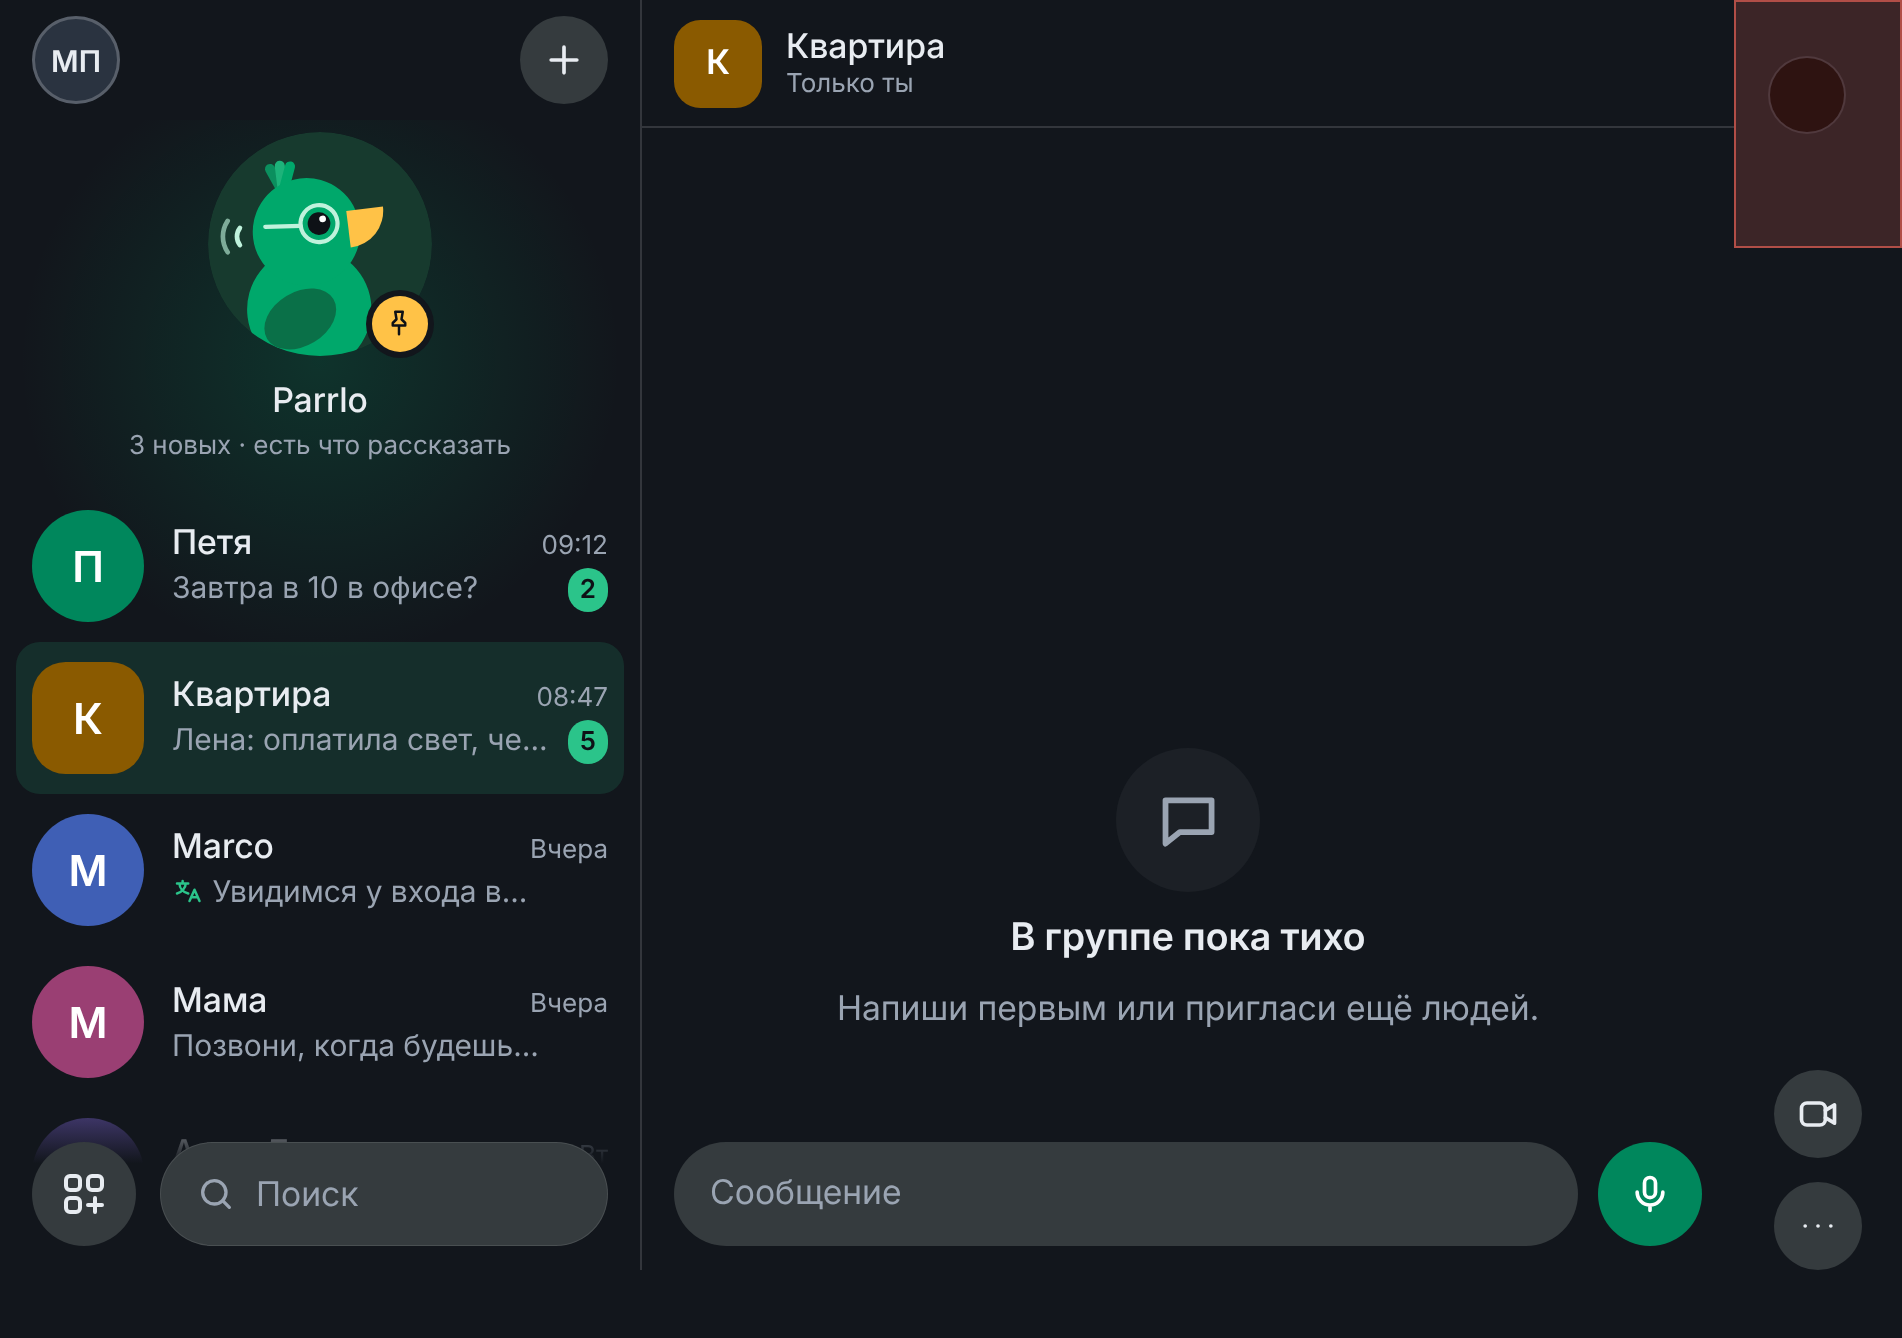 МП
Parrlo
3 новых · есть что рассказать
П
Петя
09:12
Завтра в 10 в офисе?
2
К
Квартира
08:47
Лена: оплатила свет, че...
5
M
Marco
Вчера
Увидимся у входа в...
М
Мама
Вчера
Позвони, когда будешь...
Вт
Поиск
К
Квартира
Только ты
В группе пока тихо
Напиши первым или пригласи ещё людей.
Сообщение